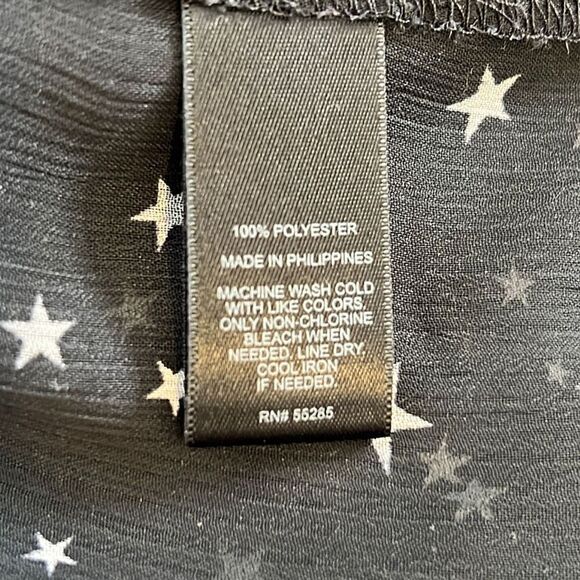 100% POLYESTER
MADE IN PHILIPPINES
MACHINE WASH COLD
WITH LIKE COLORS.
ONLY NON-CHLORINE
BLEACH WHEN
NEEDED. LINE DRY.
COOL IRON
IF NEEDED.
RN# 55285